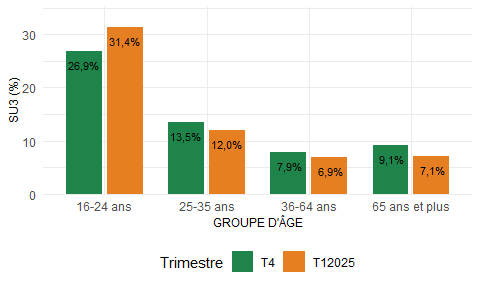 30
20
10
0
SU3 (%)
26,9%
31,4%
13,5%
12,0%
7,9%
6,9%
9,1%
7,1%
16-24 ans
25-35 ans
36-64 ans
65 ans et plus
GROUPE D'ÂGE
Trimestre
T4
T12025